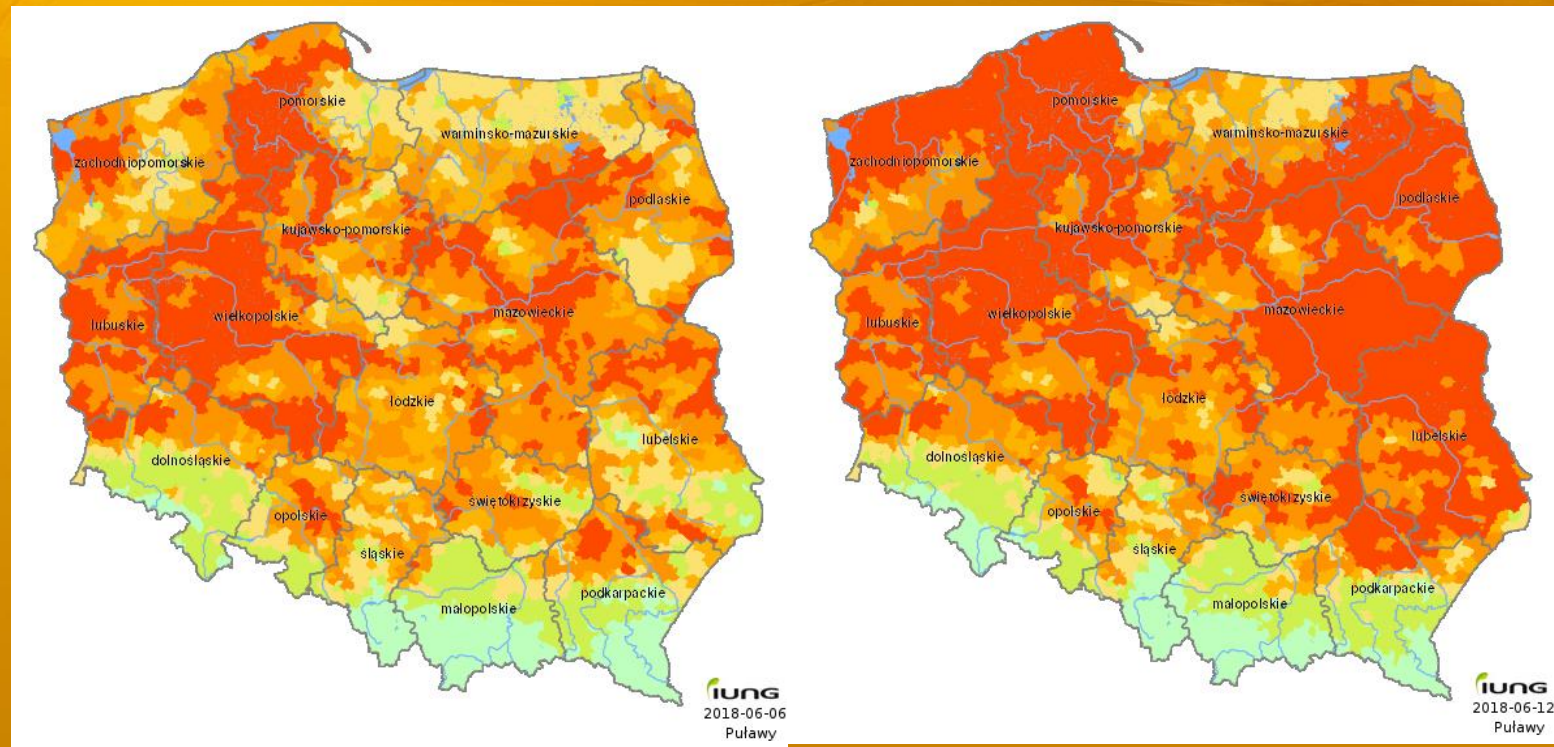 pomorskie
warmińsko-mazurskie
zachodniopomorskie
podlaskie
kujawsko-pomorskie
mazowieckie
wielkopolskie
lubuskie
łódzkie
lubelskie
dolnośląskie
świętokrzyskie
opolskie
śląskie
podkarpackie
małopolskie
iung
2018-06-06
Puławy
pomorskie
warmińsko-mazurskie
zachodniopomorskie
podlaskie
kujawsko-pomorskie
mazowieckie
wielkopolskie
lubuskie
łódzkie
lubelskie
dolnośląskie
świętokrzyskie
opolskie
śląskie
podkarpackie
małopolskie
iung
2018-06-12
Puławy